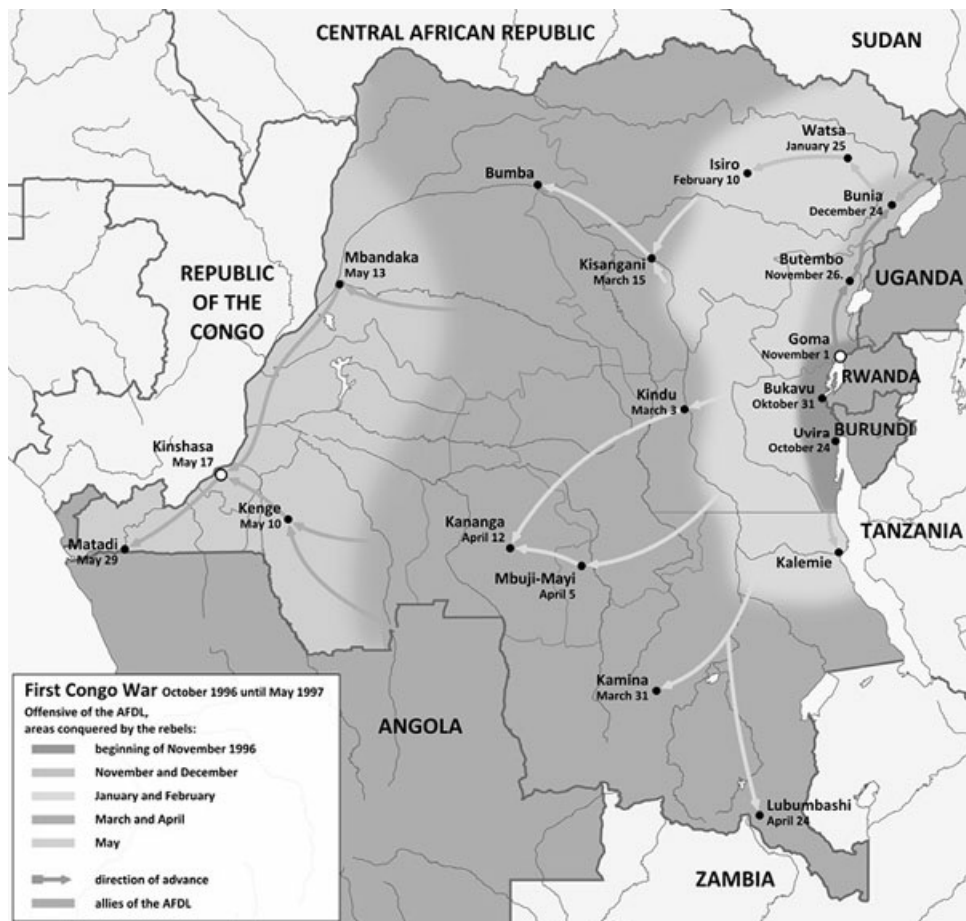 CENTRAL AFRICAN REPUBLIC
SUDAN
Watsa
January 25
Isiro
February 10
Bumba
Bunia
December 24
Mbandaka
May 13
Kisangani
March 15
Butembo
November 26.
UGANDA
REPUBLIC
OF THE
CONGO
Goma
November 1
RWANDA
Bukavu
Oktober 31
Kindu
March 3
BURUNDI
Uvira
October 24
Kinshasa
May 17
Kenge
May 10
Kananga
April 12
TANZANIA
Matadi
May 29
Mbuji-Mayi
April 5
Kalemie
Kamina
March 31
ANGOLA
Lubumbashi
April 24
ZAMBIA
First Congo War October 1996 until May 1997
Offensive of the AFDL,
areas conquered by the rebels:
beginning of November 1996
November and December
January and February
March and April
May
direction of advance
allies of the AFDL